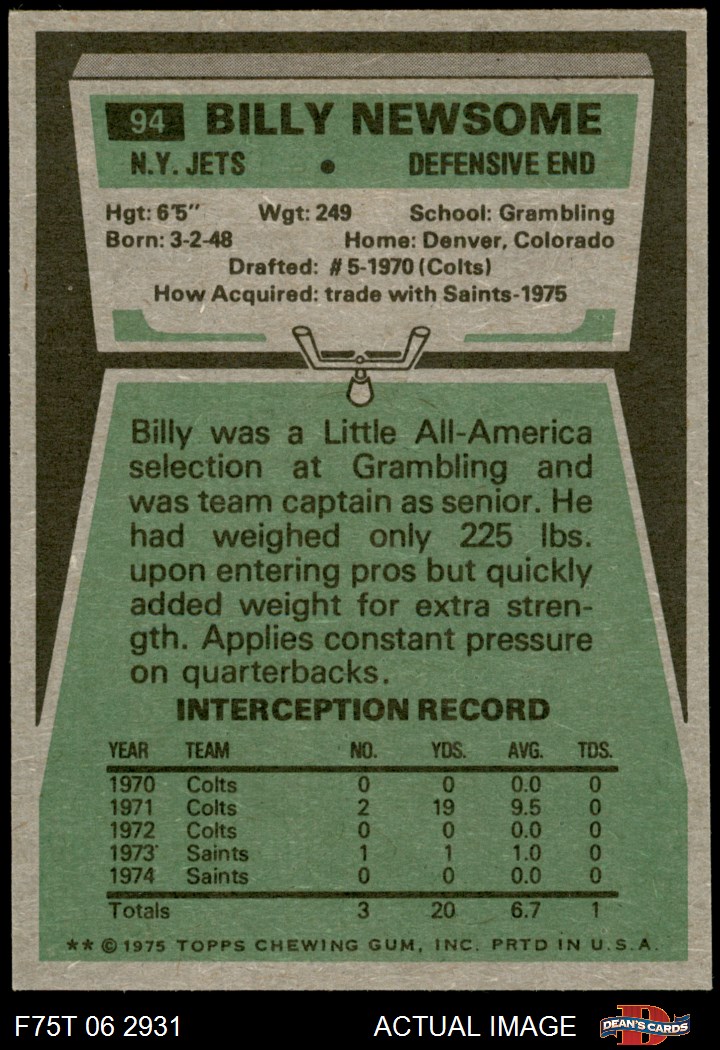 94 BILLY NEWSOME
N.Y. JETS • DEFENSIVE END
Hgt: 6'5" Wgt: 249 School: Grambling
Born: 3-2-48 Home: Denver, Colorado
Drafted: #5-1970 (Colts)
How Acquired: trade with Saints-1975
Billy was a Little All-America
selection at Grambling and
was team captain as senior. He
had weighed only 225 lbs.
upon entering pros but quickly
added weight for extra stren-
gth. Applies constant pressure
on quarterbacks.
INTERCEPTION RECORD
YEAR TEAM NO. YDS. AVG. TDS.
1970 Colts 0 0 0.0 0
1971 Colts 2 19 9.5 0
1972 Colts 0 0 0.0 0
1973 Saints 1 1 1.0 0
1974 Saints 0 0 0.0 0
Totals 3 20 6.7 1
** © 1975 TOPPS CHEWING GUM, INC. PRTD IN U.S.A.
F75T 06 2931 ACTUAL IMAGE D DEAN'S CARDS